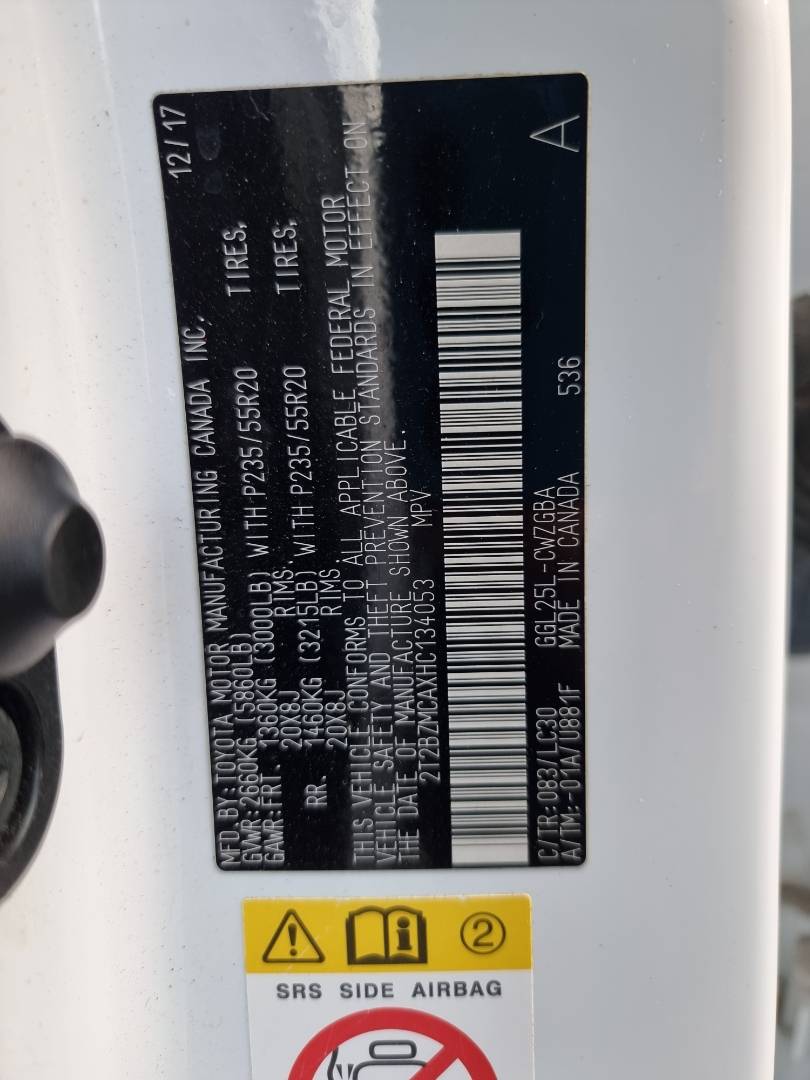 MFD.BY:TOYOTA MOTOR MANUFACTURING CANADA INC. 12/17
GVWR:2660KG (5860LB)
GAWR:FRT. 1360KG (3000LB) WITH P235/55R20 TIRES,
20X8J RIMS.
RR. 1460KG (3215LB) WITH P235/55R20 TIRES,
20X8J RIMS
THIS VEHICLE CONFORMS TO ALL APPLICABLE FEDERAL MOTOR
VEHICLE SAFETY AND THEFT PREVENTION STANDARDS IN EFFECT ON
THE DATE OF MANUFACTURE SHOWN ABOVE.
2T2BZMCAXHC134053 MPV
C/TR:083/LC30 GGL25L-CWZGBA A
A/TM:-01A/U881F MADE IN CANADA 536
2
SRS SIDE AIRBAG